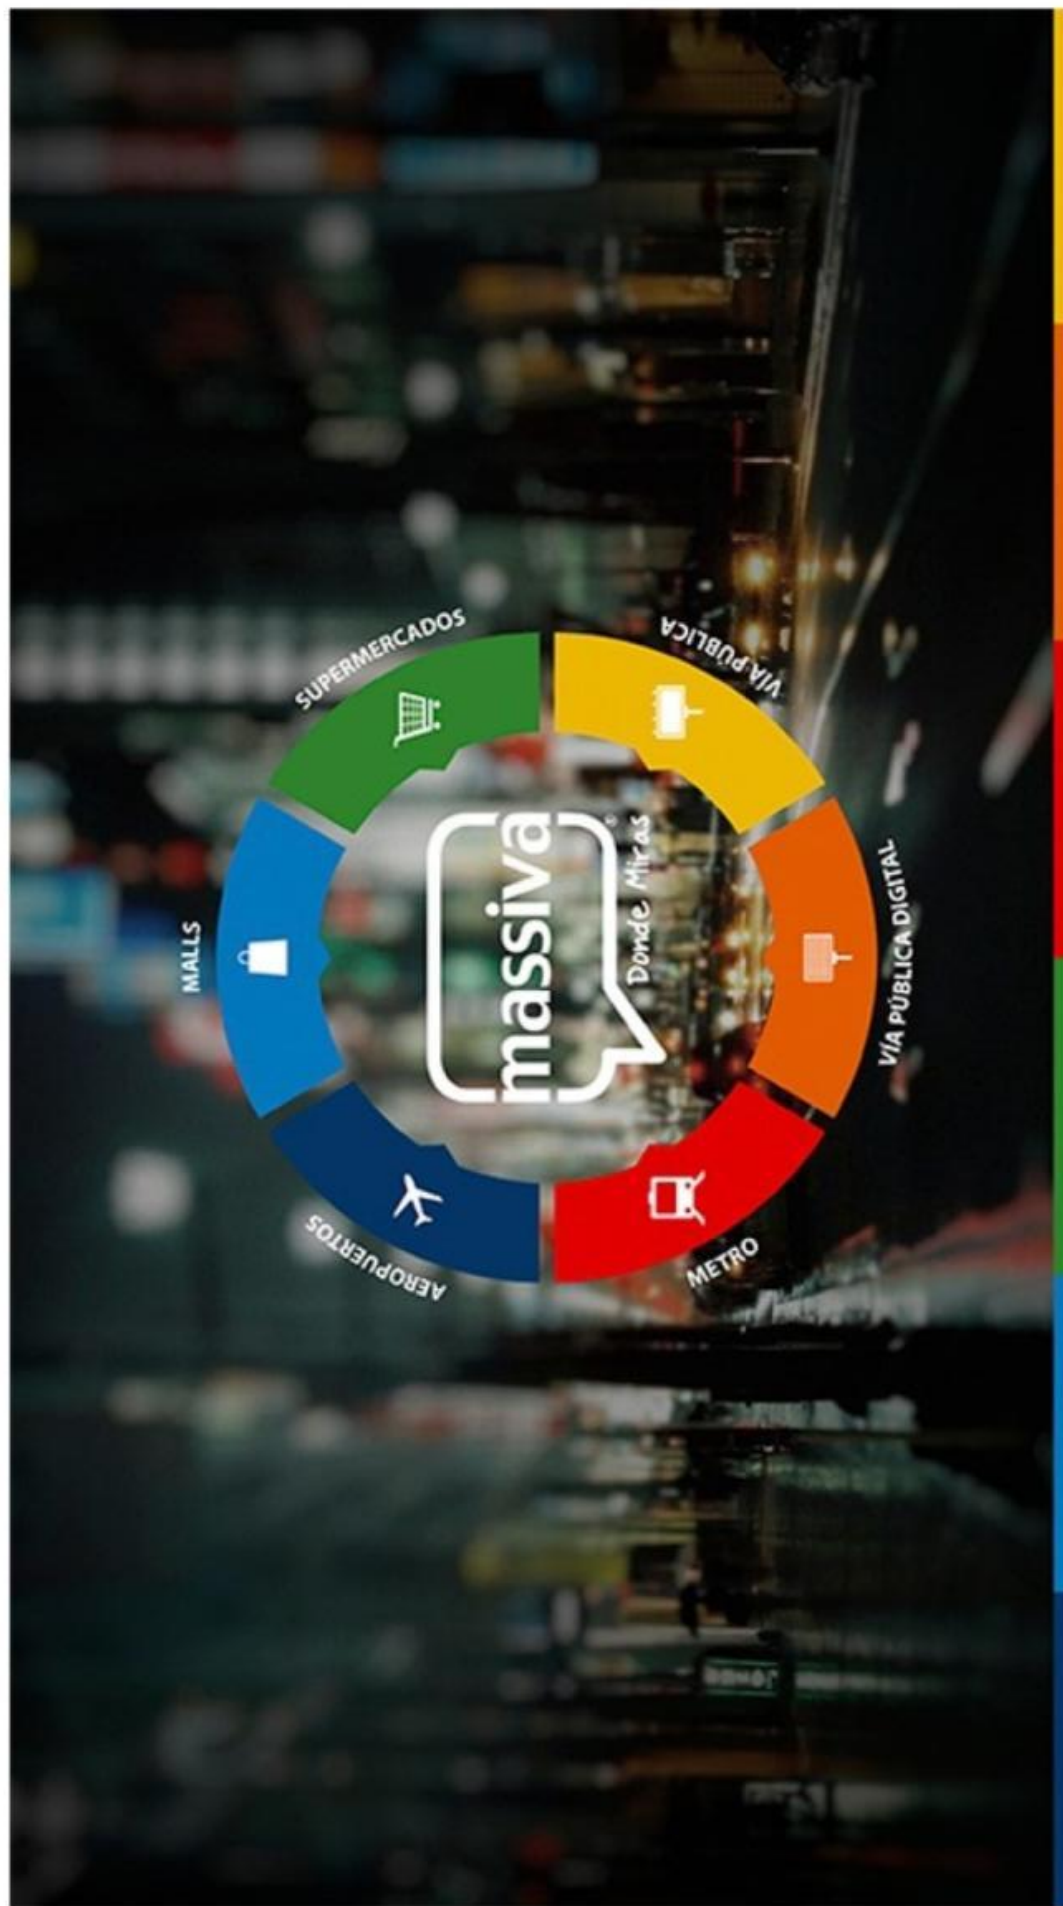 MALLS
SUPERMERCADOS
VÍA PÚBLICA
VÍA PÚBLICA DIGITAL
METRO
AEROPUERTOS
massiva®
Donde Miras